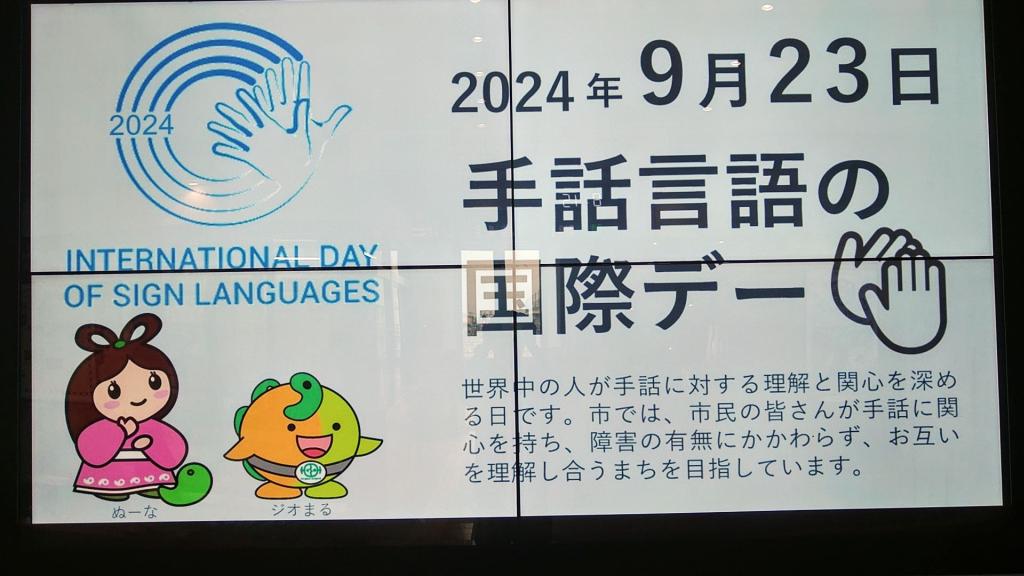 2024
INTERNATIONAL DAY
OF SIGN LANGUAGES
2024年9月23日
手話言語の
国際デー
世界中の人が手話に対する理解と関心を深め
る日です。市では、市民の皆さんが手話に関
心を持ち、障害の有無にかかわらず、お互い
を理解し合うまちを目指しています。
ぬーな
ジオまる